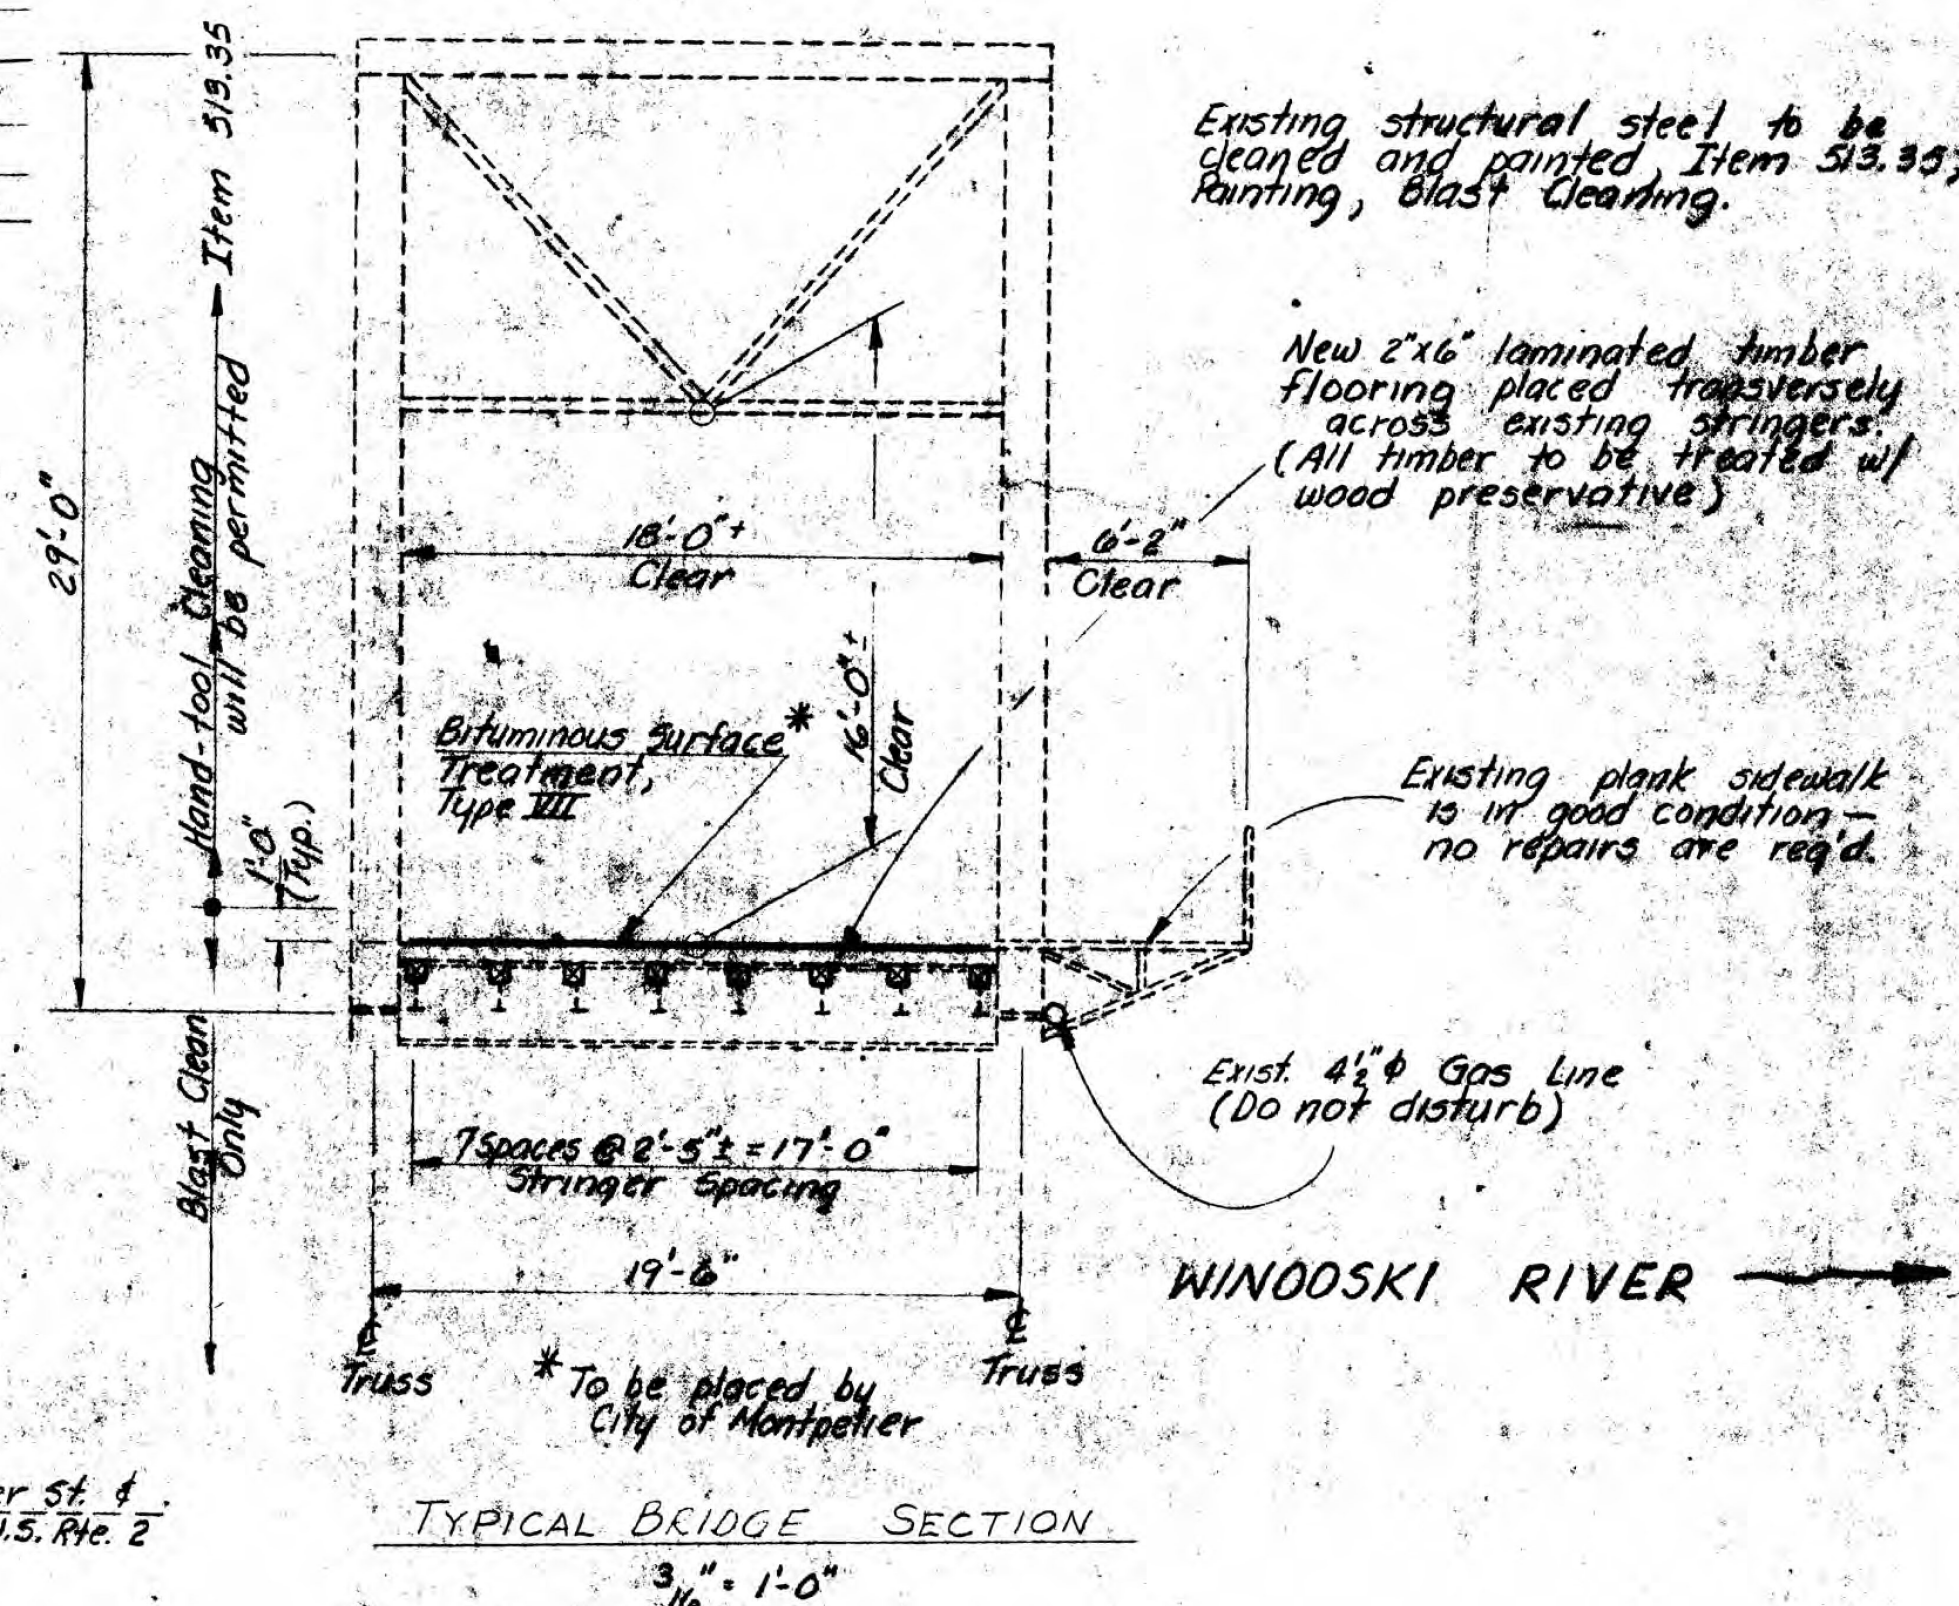 29'-0"
Hand-tool Cleaning
will be permitted
Item 513.35
1'-0"
(Typ.)
Blast Clean
Only
Existing structural steel to be
cleaned and painted, Item 513.35,
Painting, Blast Cleaning.
New 2"x6" laminated timber
flooring placed transversely
across existing stringers.
(All timber to be treated w/
wood preservative)
18'-0"±
Clear
6'-2"
Clear
16'-0"±
Clear
Bituminous Surface *
Treatment,
Type VII
Existing plank sidewalk
is in good condition —
no repairs are req'd.
Exist. 4½"φ Gas Line
(Do not disturb)
7 Spaces @ 2'-5"± = 17'-0"
Stringer Spacing
19'-6"
℄
Truss
℄
Truss
WINOOSKI RIVER
* To be placed by
City of Montpelier
er St. &
U.S. Rte. 2
TYPICAL BRIDGE SECTION
3/16" = 1'-0"